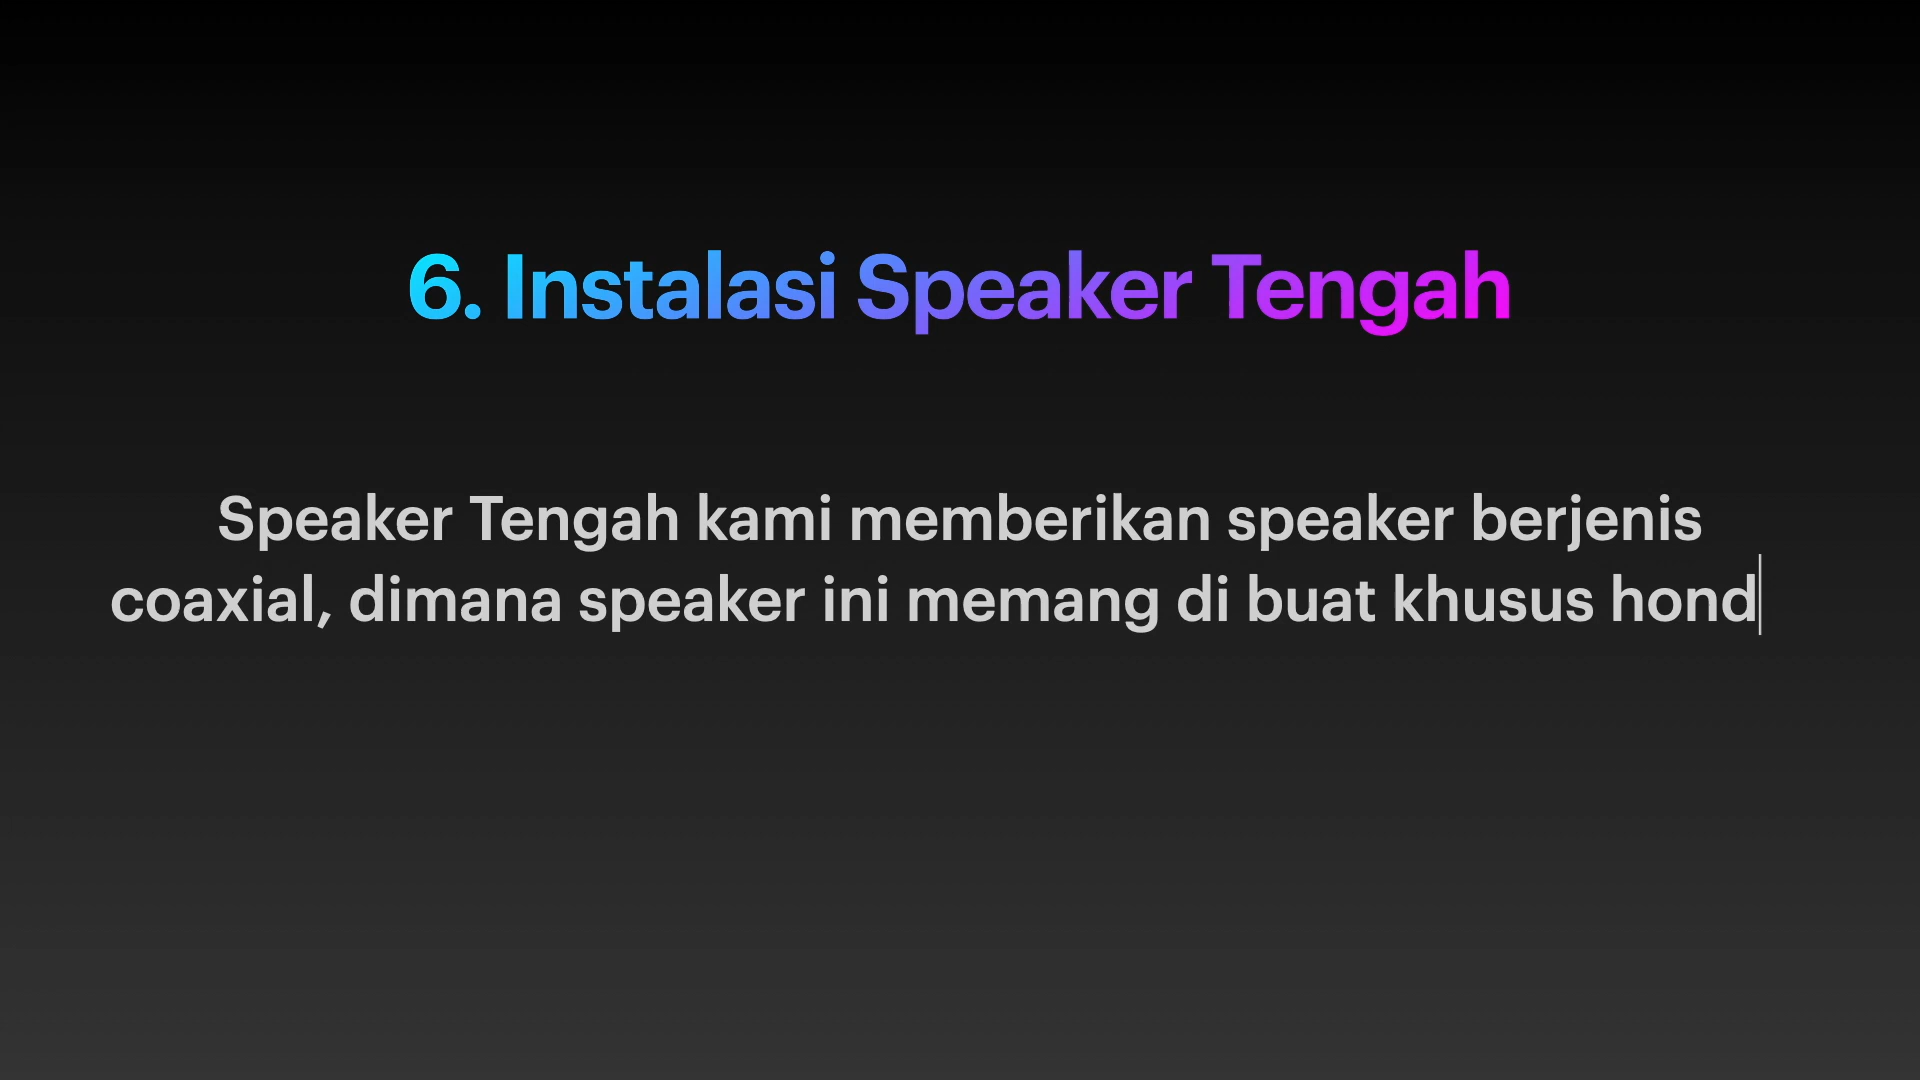 6. Instalasi Speaker Tengah
Speaker Tengah kami memberikan speaker berjenis
coaxial, dimana speaker ini memang di buat khusus hond